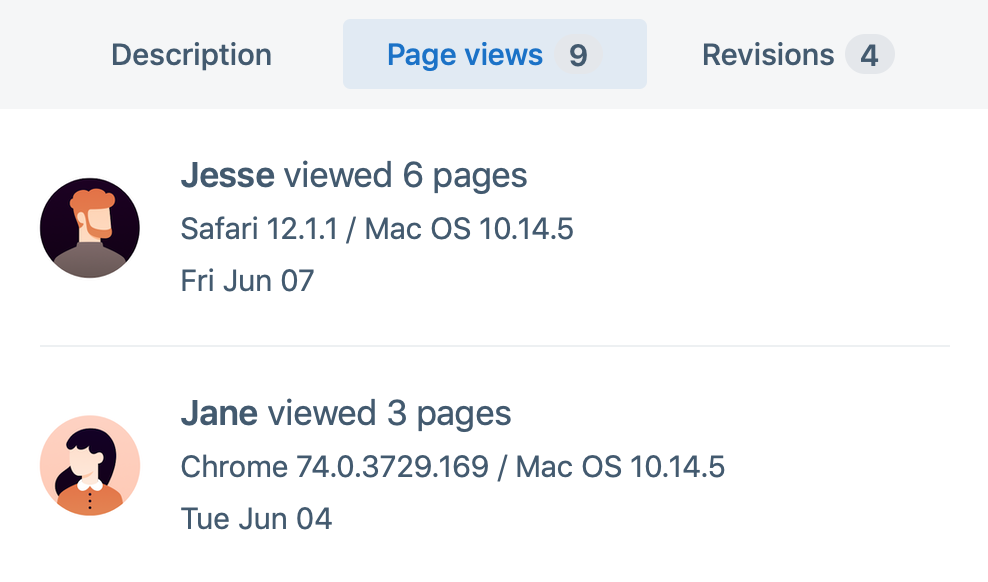 Description Page views 9 Revisions 4
Jesse viewed 6 pages
Safari 12.1.1 / Mac OS 10.14.5
Fri Jun 07
Jane viewed 3 pages
Chrome 74.0.3729.169 / Mac OS 10.14.5
Tue Jun 04